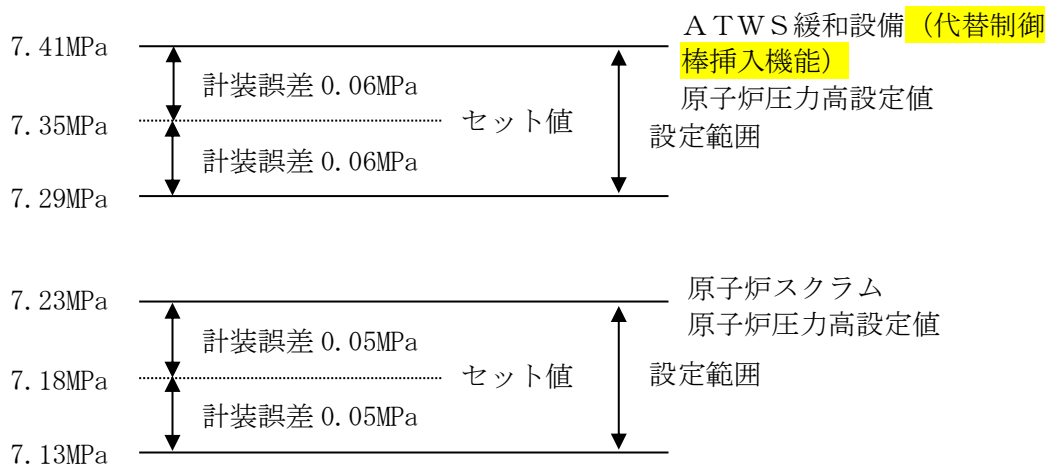 7.41MPa
計装誤差 0.06MPa
7.35MPa
セット値
計装誤差 0.06MPa
7.29MPa
ＡＴＷＳ緩和設備（代替制御
棒挿入機能）
原子炉圧力高設定値
設定範囲
7.23MPa
計装誤差 0.05MPa
7.18MPa
セット値
計装誤差 0.05MPa
7.13MPa
原子炉スクラム
原子炉圧力高設定値
設定範囲